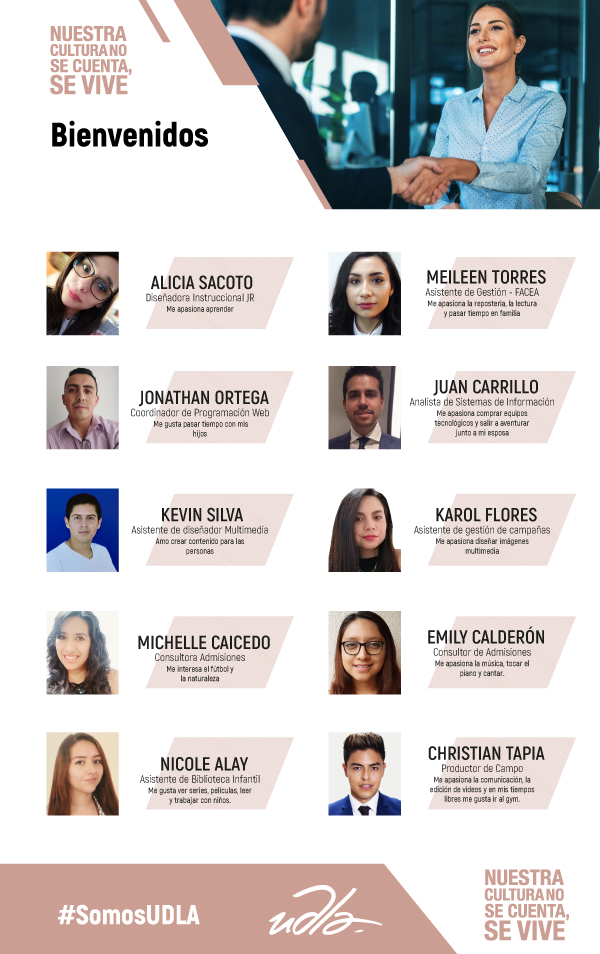 NUESTRA
CULTURA NO
SE CUENTA,
SE VIVE
Bienvenidos
ALICIA SACOTO
Diseñadora Instruccional JR
Me apasiona aprender
MEILEEN TORRES
Asistente de Gestión - FACEA
Me apasiona la repostería, la lectura
y pasar tiempo en familia
JONATHAN ORTEGA
Coordinador de Programación Web
Me gusta pasar tiempo con mis
hijos
JUAN CARRILLO
Analista de Sistemas de Información
Me apasiona comprar equipos
tecnológicos y salir a aventurar
junto a mi esposa
KEVIN SILVA
Asistente de diseñador Multimedia
Amo crear contenido para las
personas
KAROL FLORES
Asistente de gestión de campañas
Me apasiona diseñar imágenes
multimedia
MICHELLE CAICEDO
Consultora Admisiones
Me interesa el fútbol y
la naturaleza
EMILY CALDERÓN
Consultor de Admisiones
Me apasiona la música, tocar el
piano y cantar.
NICOLE ALAY
Asistente de Biblioteca Infantil
Me gusta ver series, películas, leer
y trabajar con niños.
CHRISTIAN TAPIA
Productor de Campo
Me apasiona la comunicación, la
edición de videos y en mis tiempos
libres me gusta ir al gym.
#SomosUDLA
udla
NUESTRA
CULTURA NO
SE CUENTA,
SE VIVE